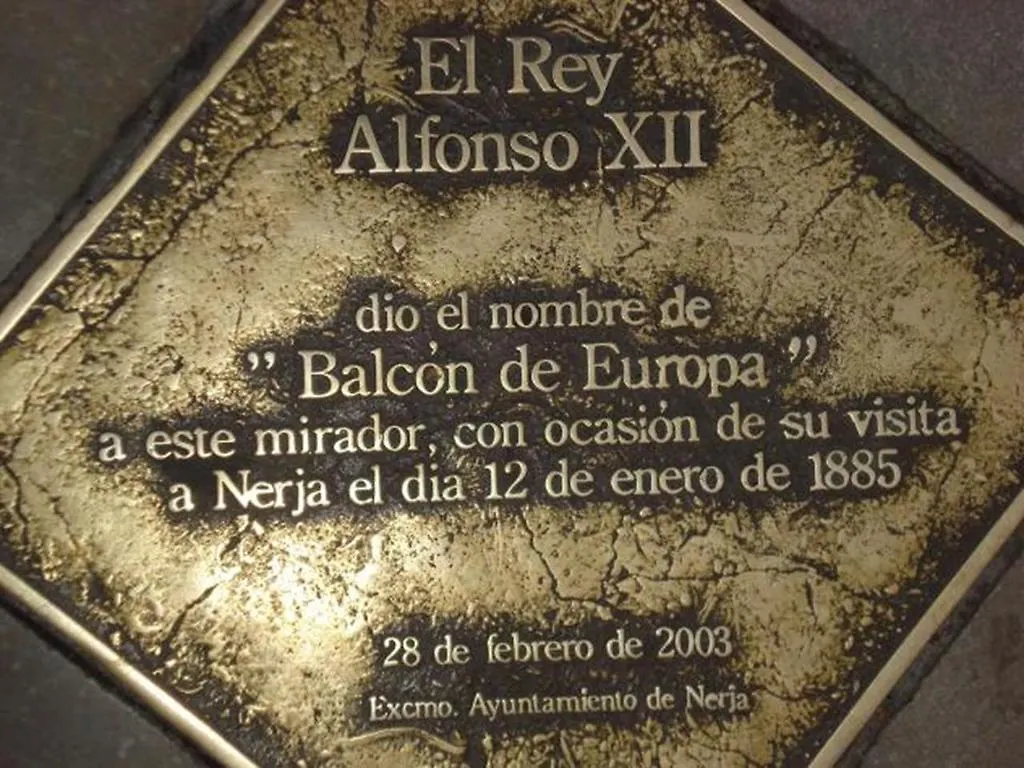 El Rey
Alfonso XII
dio el nombre de
” Balcón de Europa ”
a este mirador, con ocasión de su visita
a Nerja el dia 12 de enero de 1885
28 de febrero de 2003
Excmo. Ayuntamiento de Nerja